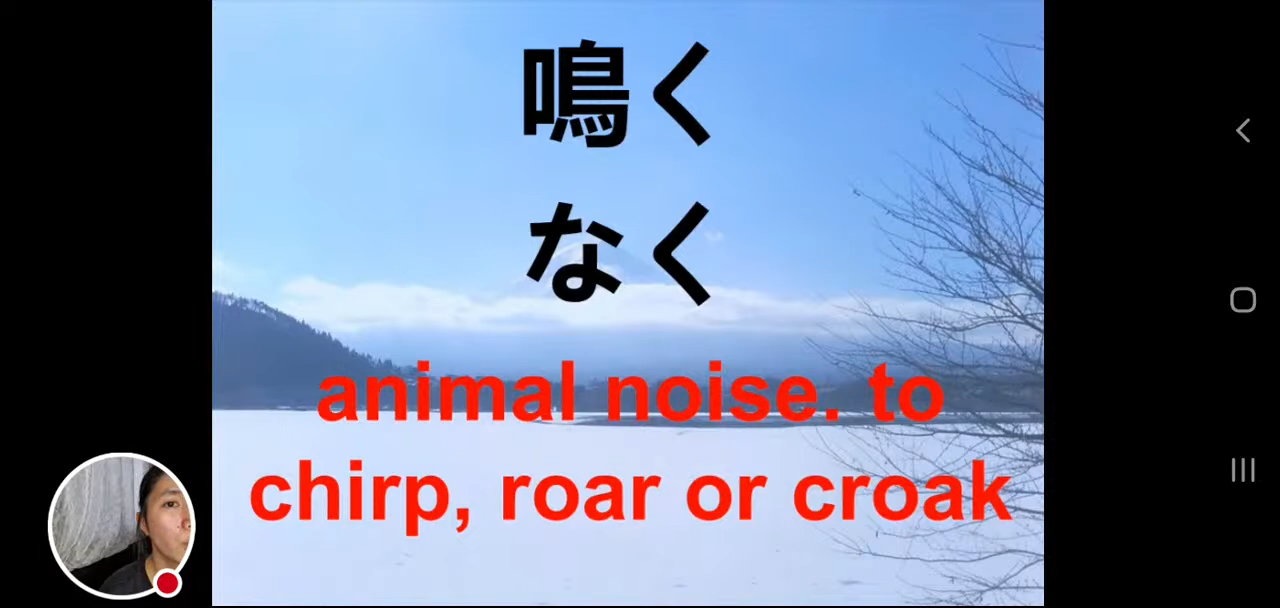 鳴く
なく
animal noise. to
chirp, roar or croak